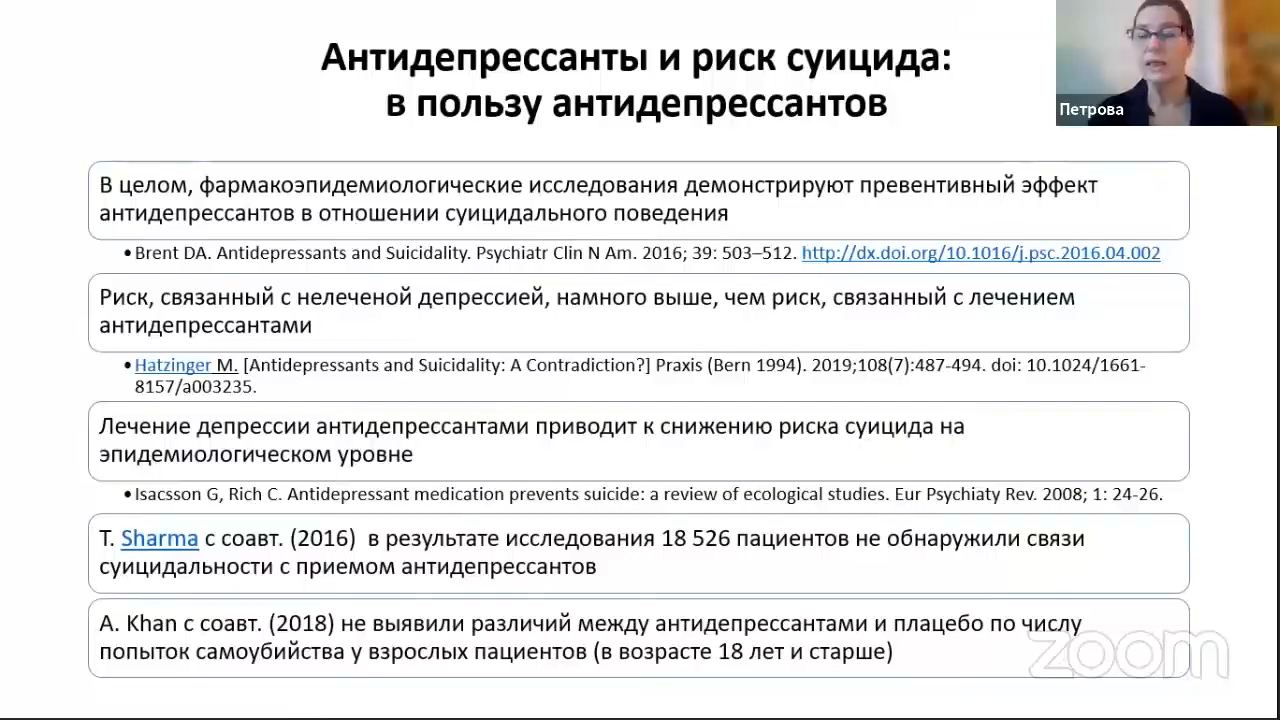 Антидепрессанты и риск суицида:
в пользу антидепрессантов
Петрова
В целом, фармакоэпидемиологические исследования демонстрируют превентивный эффект
антидепрессантов в отношении суицидального поведения
• Brent DA. Antidepressants and Suicidality. Psychiatr Clin N Am. 2016; 39: 503–512. http://dx.doi.org/10.1016/j.psc.2016.04.002
Риск, связанный с нелеченой депрессией, намного выше, чем риск, связанный с лечением
антидепрессантами
• Hatzinger M. [Antidepressants and Suicidality: A Contradiction?] Praxis (Bern 1994). 2019;108(7):487-494. doi: 10.1024/1661-
8157/a003235.
Лечение депрессии антидепрессантами приводит к снижению риска суицида на
эпидемиологическом уровне
• Isacsson G, Rich C. Antidepressant medication prevents suicide: a review of ecological studies. Eur Psychiaty Rev. 2008; 1: 24-26.
T. Sharma с соавт. (2016)  в результате исследования 18 526 пациентов не обнаружили связи
суицидальности с приемом антидепрессантов
A. Khan с соавт. (2018) не выявили различий между антидепрессантами и плацебо по числу
попыток самоубийства у взрослых пациентов (в возрасте 18 лет и старше)
zoom